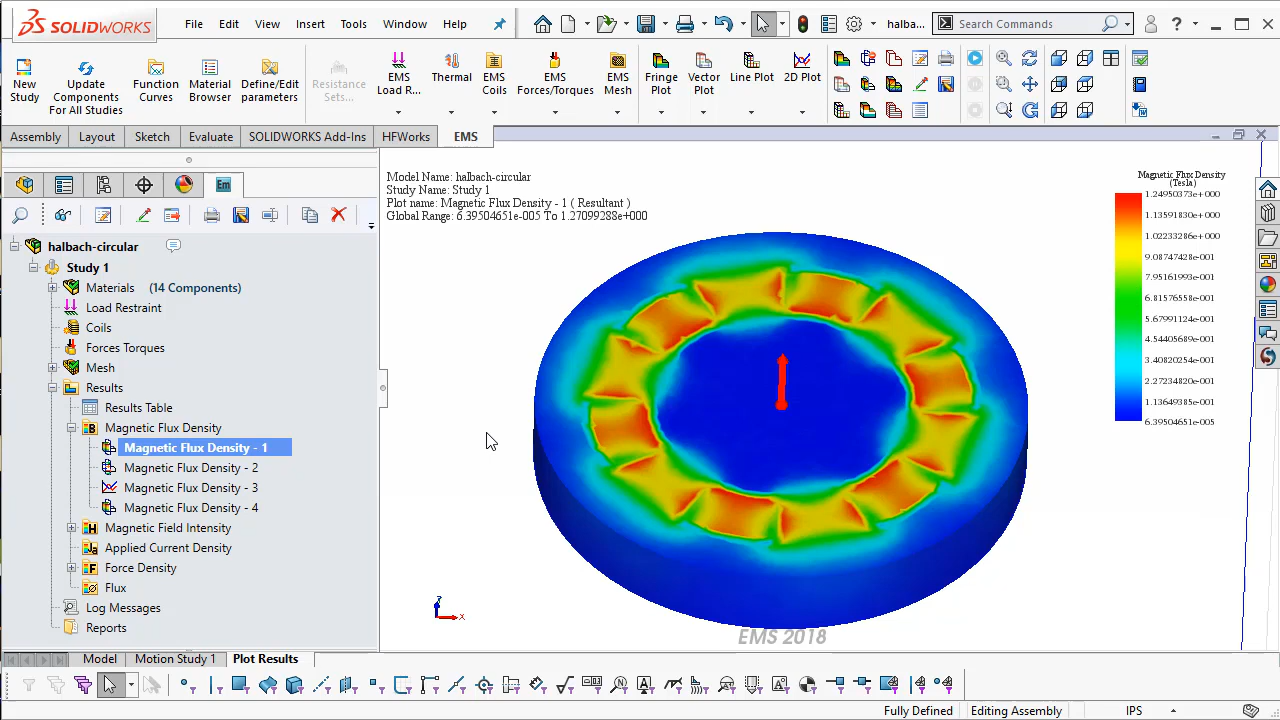 SOLIDWORKS File Edit View Insert Tools Window Help halba... Search Commands ?
New Study
Update Components For All Studies
Function Curves
Material Browser
Define/Edit parameters
Resistance Sets...
EMS Load R...
Thermal
EMS Coils
EMS Forces/Torques
EMS Mesh
Fringe Plot
Vector Plot
Line Plot
2D Plot
Assembly Layout Sketch Evaluate SOLIDWORKS Add-Ins HFWorks EMS
Em
halbach-circular
Study 1
Materials (14 Components)
Load Restraint
Coils
Forces Torques
Mesh
Results
Results Table
Magnetic Flux Density
Magnetic Flux Density - 1
Magnetic Flux Density - 2
Magnetic Flux Density - 3
Magnetic Flux Density - 4
Magnetic Field Intensity
Applied Current Density
Force Density
Flux
Log Messages
Reports
Model Name: halbach-circular
Study Name: Study 1
Plot name: Magnetic Flux Density - 1 ( Resultant )
Global Range: 6.39504651e-005 To 1.27099288e+000
Magnetic Flux Density
(Tesla)
1.24950373e+000
1.13591830e+000
1.02233286e+000
9.08747428e-001
7.95161993e-001
6.81576558e-001
5.67991124e-001
4.54405689e-001
3.40820254e-001
2.27234820e-001
1.13649385e-001
6.39504651e-005
Z
X
EMS 2018
Model Motion Study 1 Plot Results
Fully Defined Editing Assembly IPS